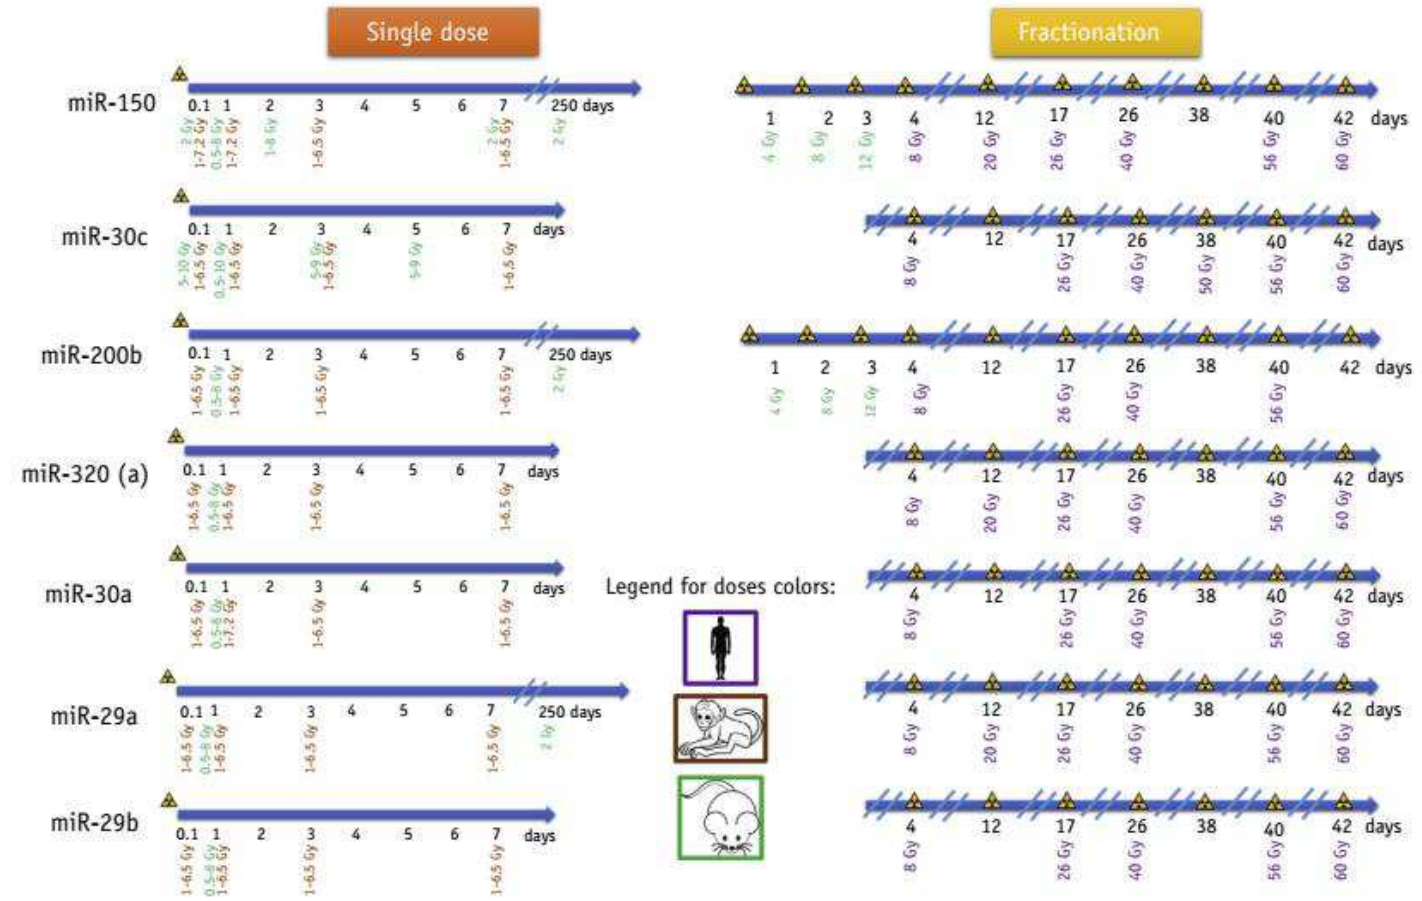 Single dose
Fractionation
miR-150
0.1 1 2 3 4 5 6 7 250 days
2 Gy 1-7.2 Gy 0.5-8 Gy 1-7.2 Gy 1-8 Gy 1-6.5 Gy 2 Gy 1-6.5 Gy 2 Gy
1 2 3 4 12 17 26 38 40 42 days
4 Gy 8 Gy 12 Gy 8 Gy 20 Gy 26 Gy 40 Gy 56 Gy 60 Gy
miR-30c
0.1 1 2 3 4 5 6 7 days
5-10 Gy 1-6.5 Gy 0.5-10 Gy 1-6.5 Gy 5-9 Gy 1-6.5 Gy 5-9 Gy 1-6.5 Gy
4 12 17 26 38 40 42 days
8 Gy 26 Gy 40 Gy 50 Gy 56 Gy 60 Gy
miR-200b
0.1 1 2 3 4 5 6 7 250 days
1-6.5 Gy 0.5-8 Gy 1-6.5 Gy 1-6.5 Gy 1-6.5 Gy 2 Gy
1 2 3 4 12 17 26 38 40 42 days
4 Gy 8 Gy 12 Gy 8 Gy 26 Gy 40 Gy 56 Gy
miR-320 (a)
0.1 1 2 3 4 5 6 7 days
1-6.5 Gy 0.5-8 Gy 1-6.5 Gy 1-6.5 Gy 1-6.5 Gy
4 12 17 26 38 40 42 days
8 Gy 20 Gy 26 Gy 40 Gy 56 Gy 60 Gy
miR-30a
0.1 1 2 3 4 5 6 7 days
1-6.5 Gy 0.5-8 Gy 1-7.2 Gy 1-6.5 Gy 1-6.5 Gy
Legend for doses colors:
4 12 17 26 38 40 42 days
8 Gy 26 Gy 40 Gy 56 Gy 60 Gy
miR-29a
0.1 1 2 3 4 5 6 7 250 days
1-6.5 Gy 0.5-8 Gy 1-6.5 Gy 1-6.5 Gy 1-6.5 Gy 2 Gy
4 12 17 26 38 40 42 days
8 Gy 20 Gy 26 Gy 40 Gy 56 Gy 60 Gy
miR-29b
0.1 1 2 3 4 5 6 7 days
1-6.5 Gy 0.5-8 Gy 1-6.5 Gy 1-6.5 Gy 1-6.5 Gy
4 12 17 26 38 40 42 days
8 Gy 26 Gy 40 Gy 56 Gy 60 Gy